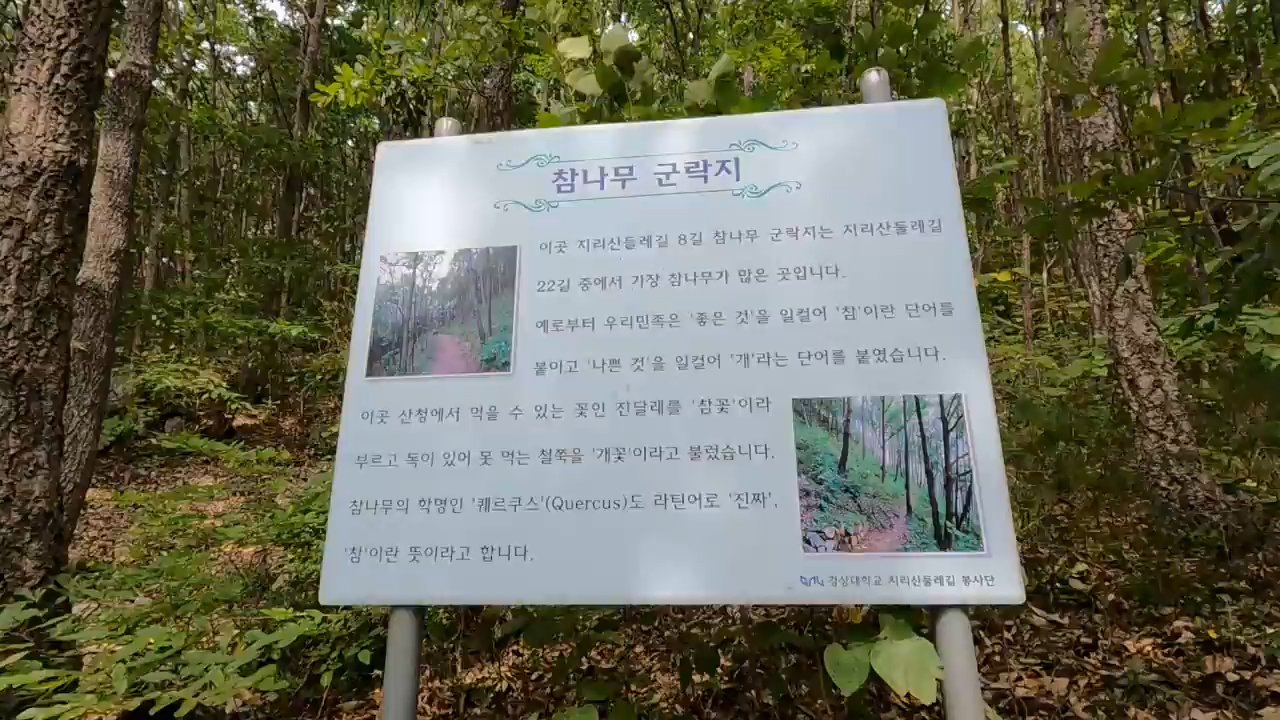 참나무 군락지
이곳 지리산둘레길 8길 참나무 군락지는 지리산둘레길
22길 중에서 가장 참나무가 많은 곳입니다.
예로부터 우리민족은 '좋은 것'을 일컬어 '참'이란 단어를
붙이고 '나쁜 것'을 일컬어 '개'라는 단어를 붙였습니다.
이곳 산청에서 먹을 수 있는 꽃인 진달래를 '참꽃'이라
부르고 독이 있어 못 먹는 철쭉을 '개꽃'이라고 불렀습니다.
참나무의 학명인 '퀘르쿠스'(Quercus)도 라틴어로 '진짜',
'참'이란 뜻이라고 합니다.
GNU 경상대학교 지리산둘레길 봉사단